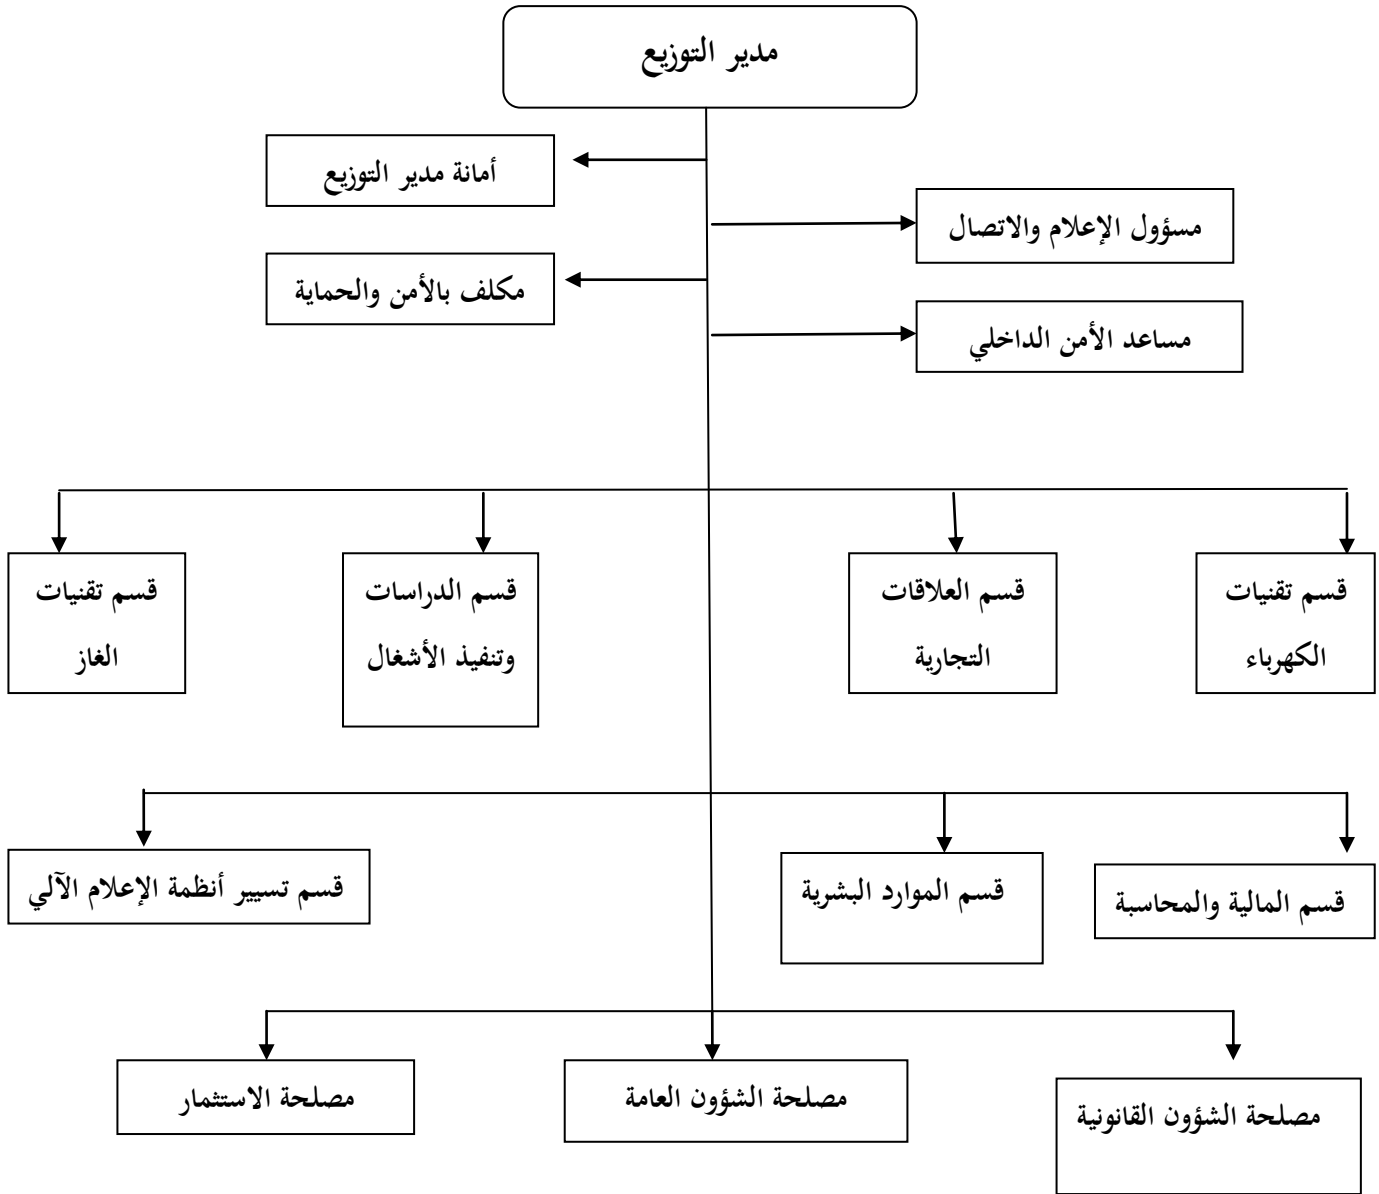 مدير التوزيع
أمانة مدير التوزيع
مسؤول الإعلام والاتصال
مكلف بالأمن والحماية
مساعد الأمن الداخلي
قسم تقنيات
الكهرباء
قسم العلاقات
التجارية
قسم الدراسات
وتنفيذ الأشغال
قسم تقنيات
الغاز
قسم المالية والمحاسبة
قسم الموارد البشرية
قسم تسيير أنظمة الإعلام الآلي
مصلحة الشؤون القانونية
مصلحة الشؤون العامة
مصلحة الاستثمار